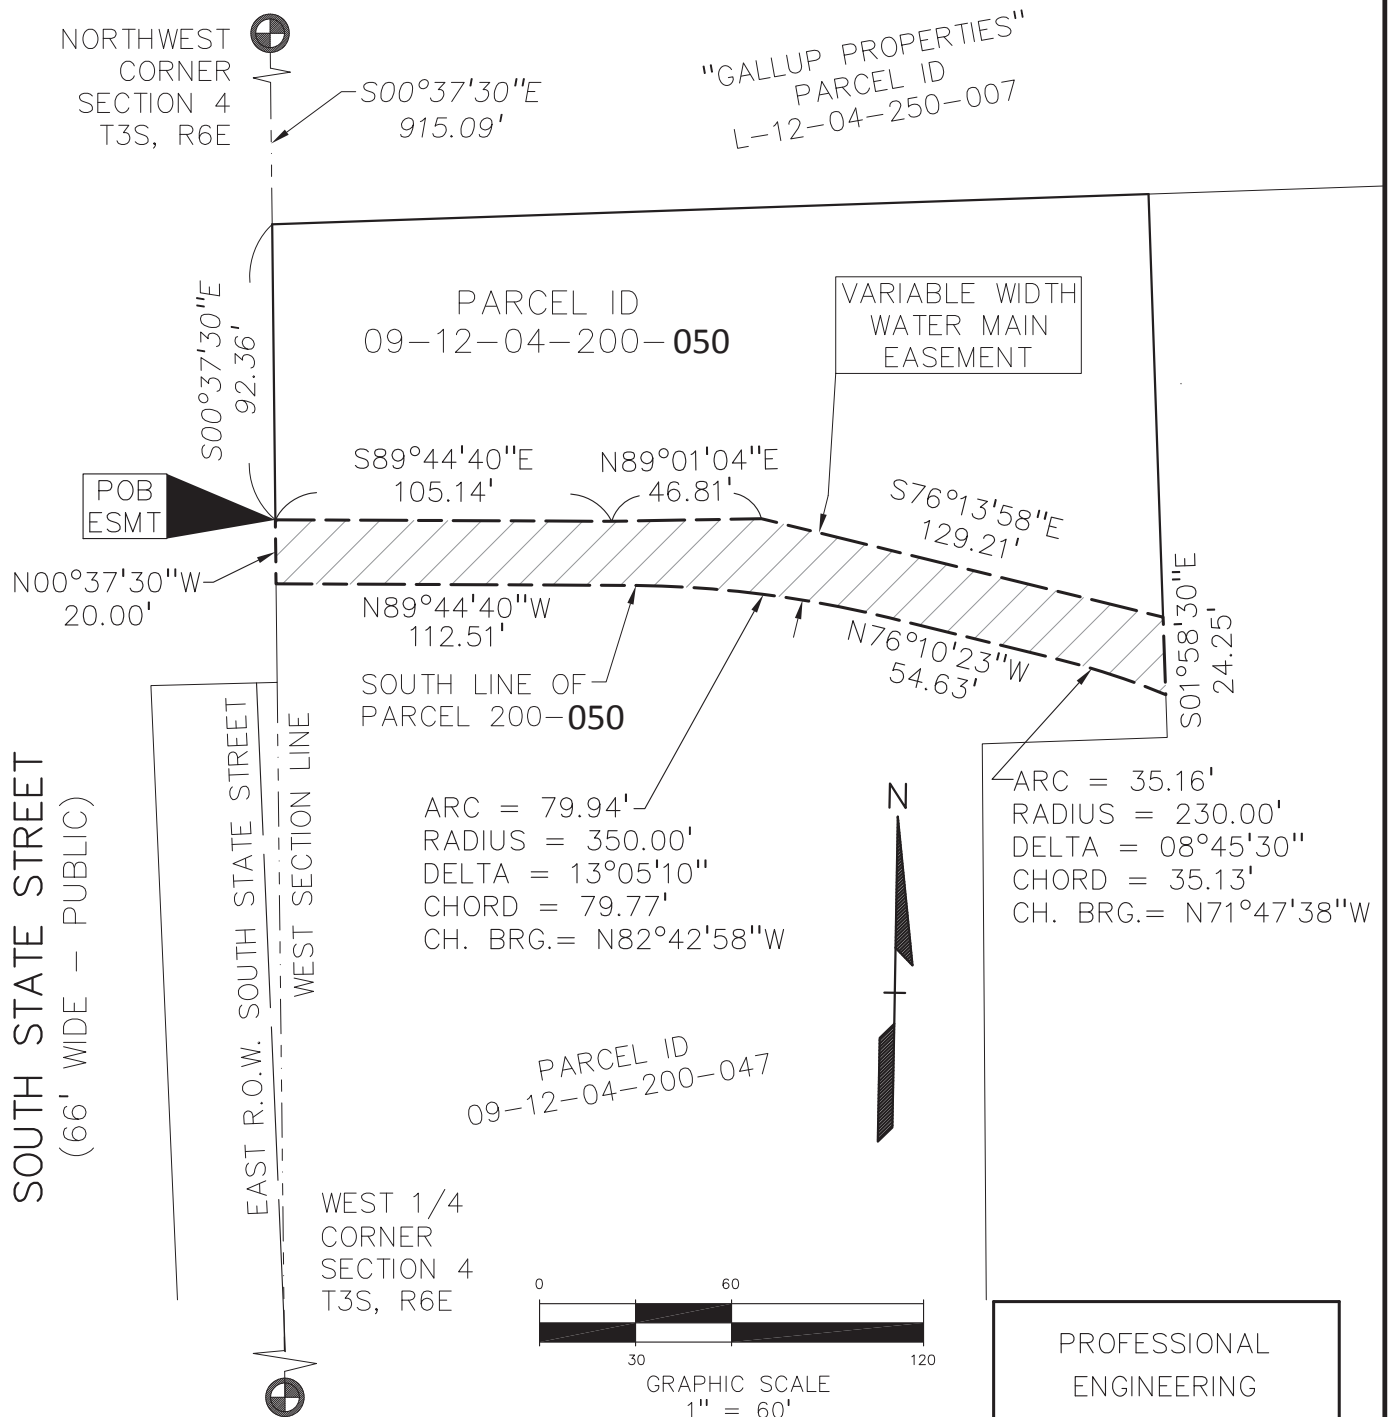 NORTHWEST
CORNER
SECTION 4
T3S, R6E
S00°37'30"E
915.09'
"GALLUP PROPERTIES"
PARCEL ID
L-12-04-250-007
S00°37'30"E
92.36'
PARCEL ID
09-12-04-200-050
VARIABLE WIDTH
WATER MAIN
EASEMENT
POB
ESMT
S89°44'40"E
105.14'
N89°01'04"E
46.81'
S76°13'58"E
129.21'
N00°37'30"W
20.00'
N89°44'40"W
112.51'
N76°10'23"W
54.63'
S01°58'30"E
24.25'
SOUTH LINE OF
PARCEL 200-050
ARC = 79.94'
RADIUS = 350.00'
DELTA = 13°05'10"
CHORD = 79.77'
CH. BRG.= N82°42'58"W
ARC = 35.16'
RADIUS = 230.00'
DELTA = 08°45'30"
CHORD = 35.13'
CH. BRG.= N71°47'38"W
SOUTH STATE STREET
(66' WIDE - PUBLIC)
EAST R.O.W. SOUTH STATE STREET
WEST SECTION LINE
N
PARCEL ID
09-12-04-200-047
WEST 1/4
CORNER
SECTION 4
T3S, R6E
0 60
30 120
GRAPHIC SCALE
1" = 60'
PROFESSIONAL
ENGINEERING